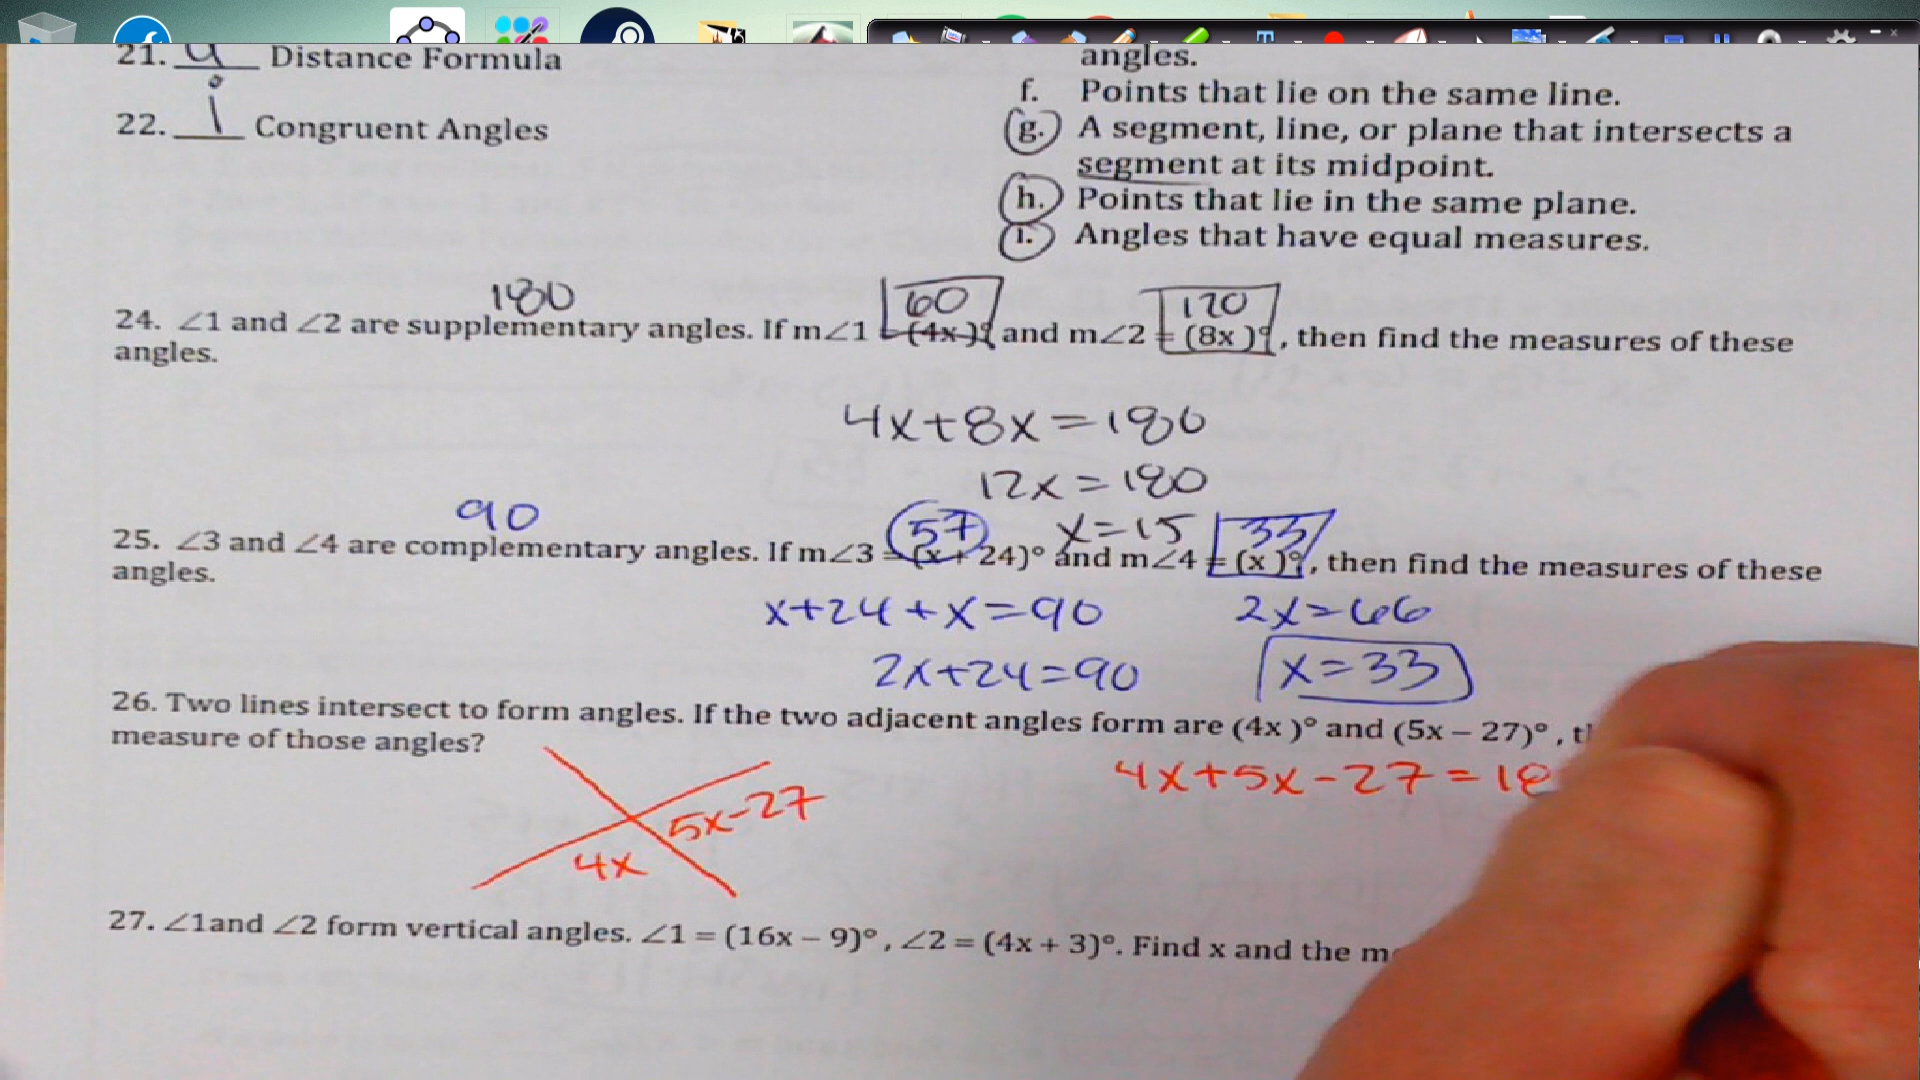 21. Distance Formula
angles.
f. Points that lie on the same line.
22. i Congruent Angles
g. A segment, line, or plane that intersects a
segment at its midpoint.
h. Points that lie in the same plane.
i. Angles that have equal measures.
180
60
120
24. ∠1 and ∠2 are supplementary angles. If m∠1 = (4x )° and m∠2 = (8x )°, then find the measures of these
angles.
4x+8x=180
12x=180
x=15
90
57
33
25. ∠3 and ∠4 are complementary angles. If m∠3 = (x + 24)° and m∠4 = (x )°, then find the measures of these
angles.
x+24+x=90
2x=66
2x+24=90
x=33
26. Two lines intersect to form angles. If the two adjacent angles form are (4x )° and (5x – 27)° ,
measure of those angles?
4x+5x-27=18
5x-27
4x
27. ∠1and ∠2 form vertical angles. ∠1 = (16x – 9)° , ∠2 = (4x + 3)°. Find x and the